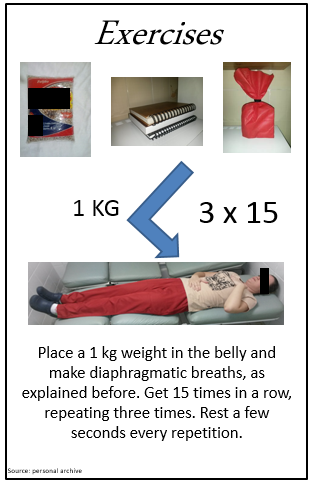 Exercises
1 KG
3 x 15
Place a 1 kg weight in the belly and
make diaphragmatic breaths, as
explained before. Get 15 times in a row,
repeating three times. Rest a few
seconds every repetition.
Source: personal archive